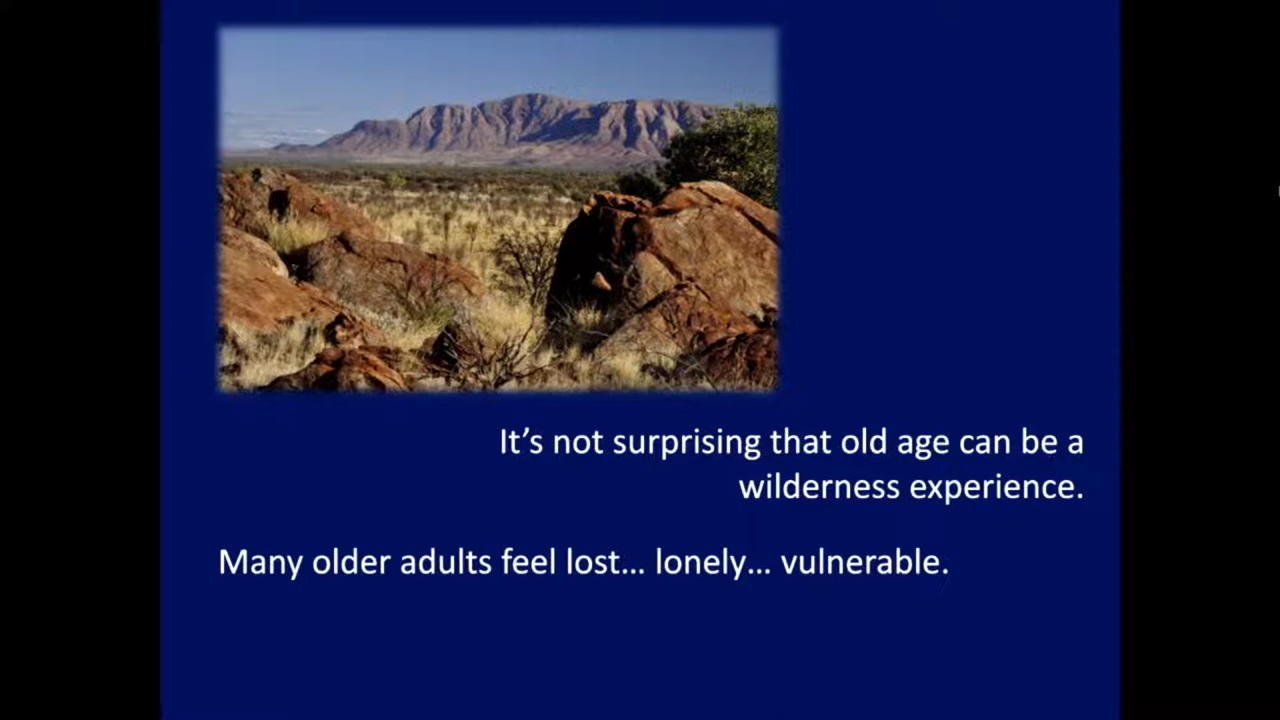 It’s not surprising that old age can be a
wilderness experience.
Many older adults feel lost… lonely… vulnerable.